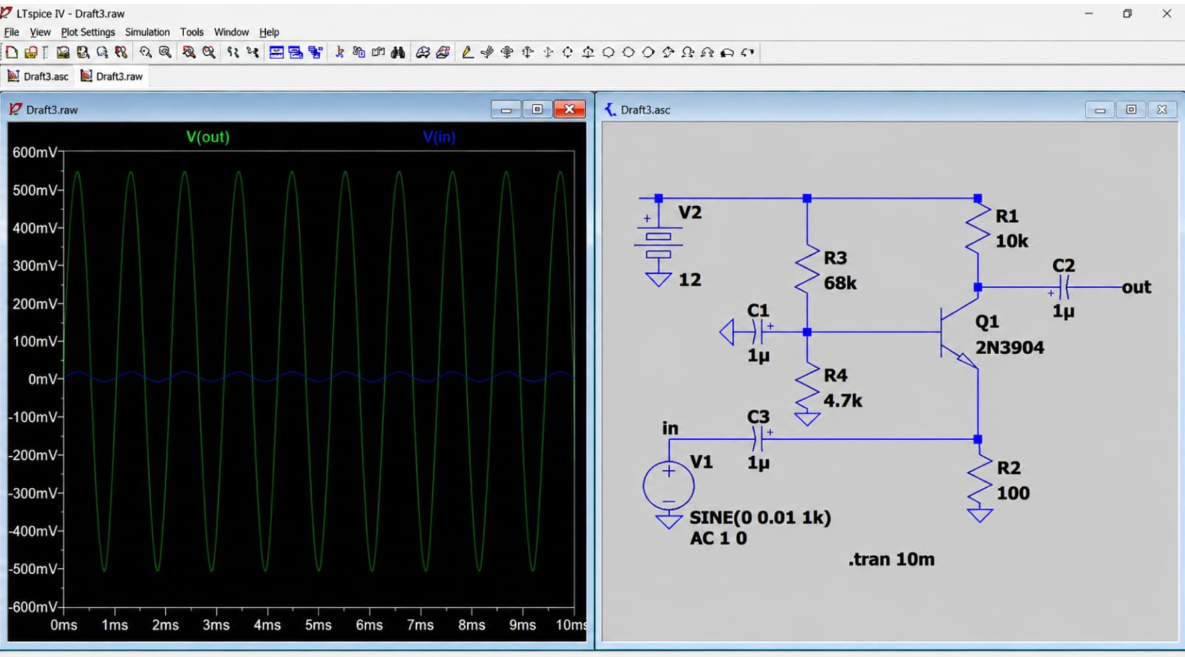 LTspice IV - Draft3.raw
File View Plot Settings Simulation Tools Window Help
Draft3.asc Draft3.raw
Draft3.raw
V(out) V(in)
600mV
500mV
400mV
300mV
200mV
100mV
0mV
-100mV
-200mV
-300mV
-400mV
-500mV
-600mV
0ms 1ms 2ms 3ms 4ms 5ms 6ms 7ms 8ms 9ms 10ms
Draft3.asc
+
V2
12
R3
68k
R1
10k
C2
+
1µ
out
C1
+
1µ
Q1
2N3904
R4
4.7k
C3
+
1µ
in
V1
+
−
SINE(0 0.01 1k)
AC 1 0
R2
100
.tran 10m